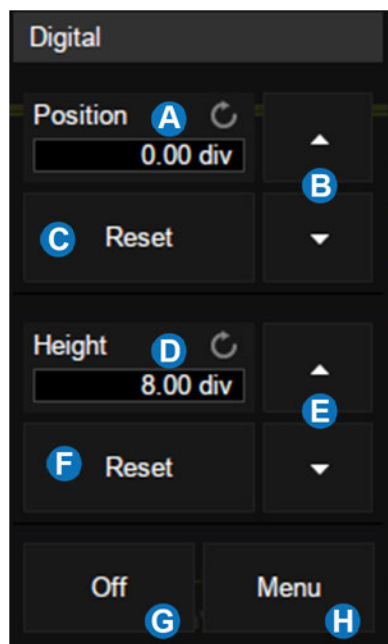 Digital
Position A
0.00 div
B
C Reset
Height D
8.00 div
E
F Reset
Off Menu
G H